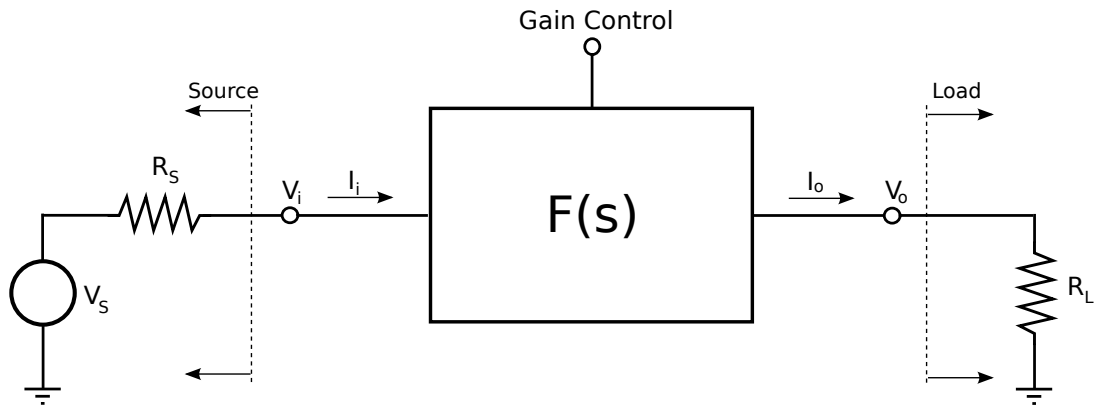 Gain Control
Source
Load
R_S
V_i
I_i
F(s)
I_o
V_o
V_S
R_L